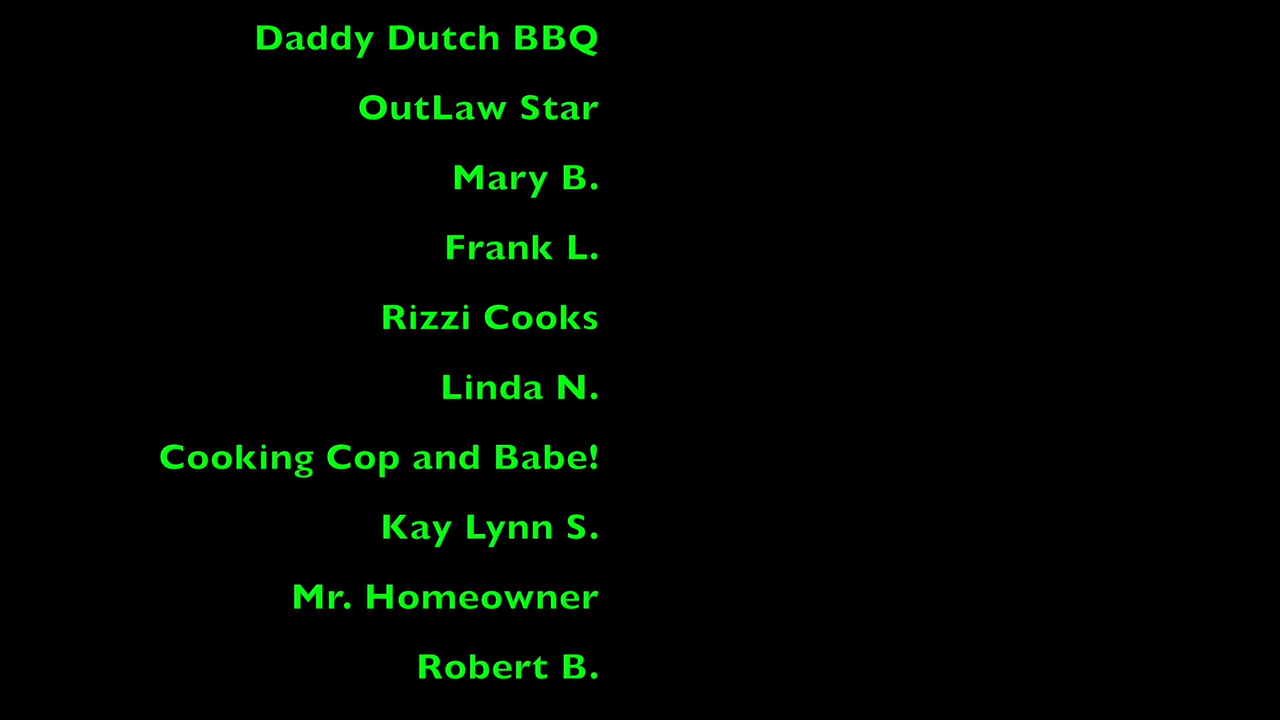 Daddy Dutch BBQ
OutLaw Star
Mary B.
Frank L.
Rizzi Cooks
Linda N.
Cooking Cop and Babe!
Kay Lynn S.
Mr. Homeowner
Robert B.